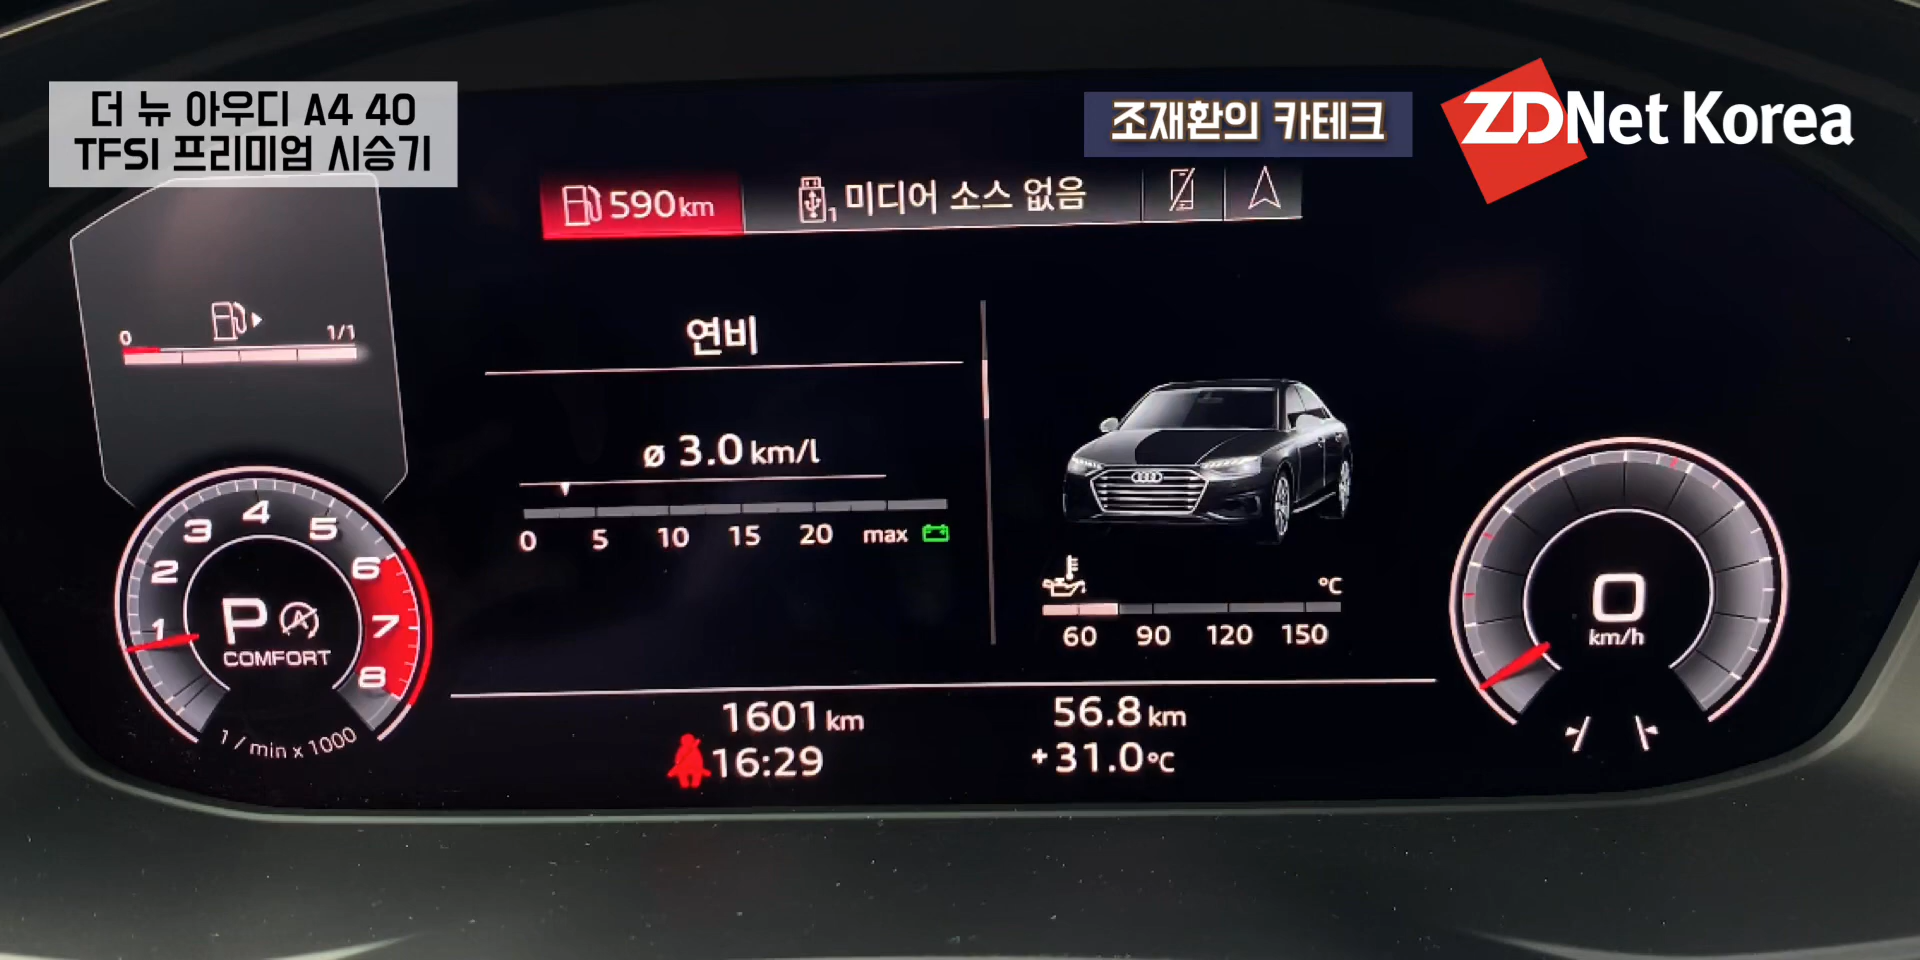 더 뉴 아우디 A4 40
TFSI 프리미엄 시승기
조재환의 카테크
ZDNet Korea
590 km
1 미디어 소스 없음
0 1/1
연비
ø 3.0 km/l
0 5 10 15 20 max
°C
60 90 120 150
1 2 3 4 5 6 7 8
P A
COMFORT
1 / min x 1000
0
km/h
1601 km 56.8 km
16:29 +31.0 °C